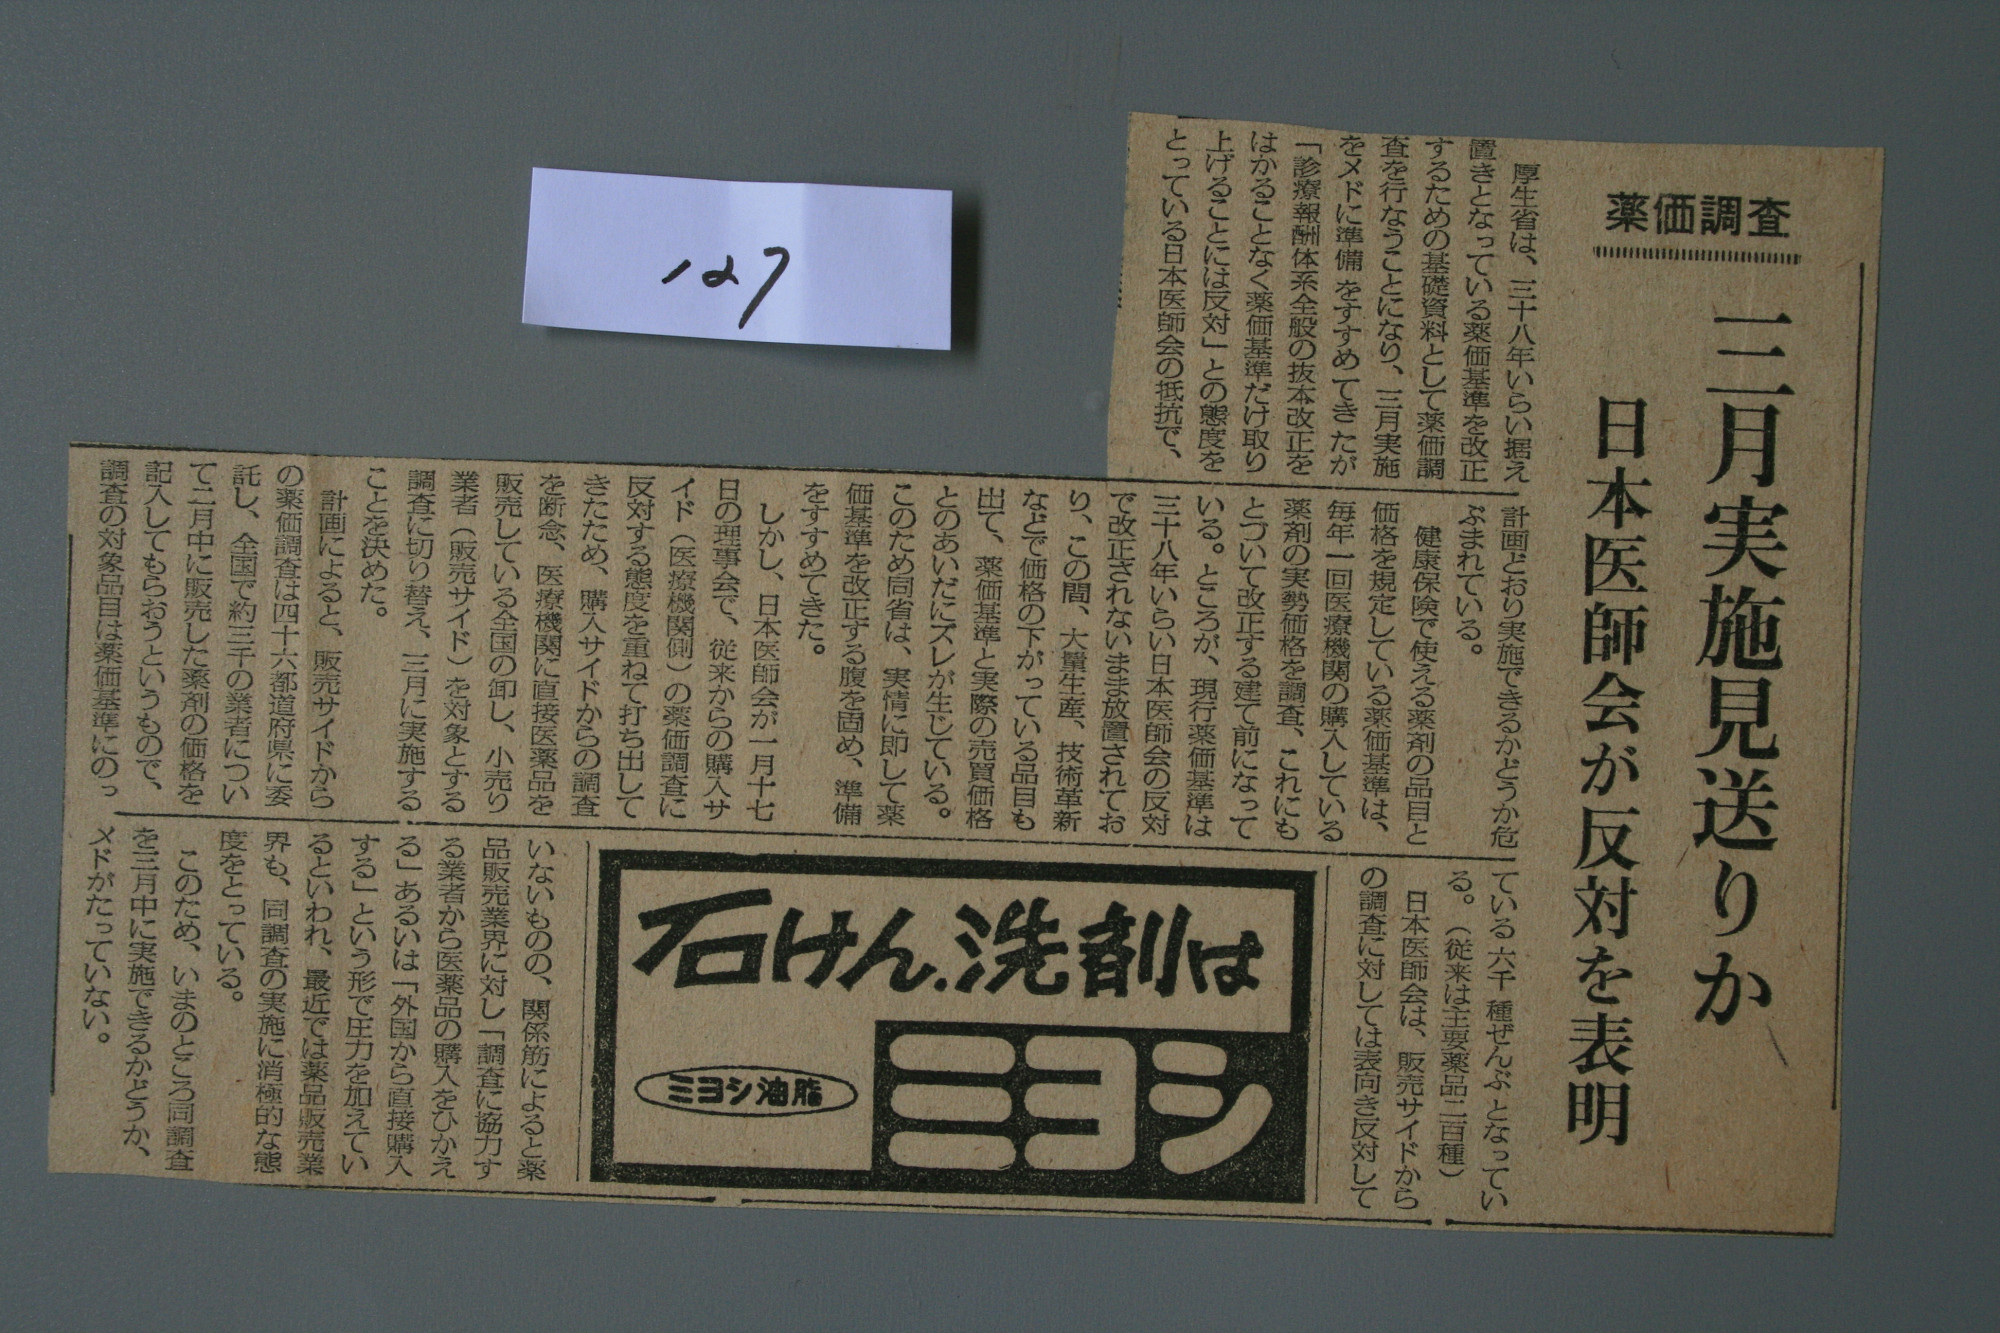 127
薬価調査
三月実施見送りか
日本医師会が反対を表明
厚生省は、三十八年いらい据え
置きとなっている薬価基準を改正
するための基礎資料として薬価調
査を行なうことになり、三月実施
をメドに準備をすすめてきたが
「診療報酬体系全般の抜本改正を
はかることなく薬価基準だけ取り
上げることには反対」との態度を
とっている日本医師会の抵抗で、
計画どおり実施できるかどうか危
ぶまれている。
健康保険で使える薬剤の品目と
価格を規定している薬価基準は、
毎年一回医療機関の購入している
薬剤の実勢価格を調査、これにも
とづいて改正する建て前になって
いる。ところが、現行薬価基準は
三十八年いらい日本医師会の反対
で改正されないまま放置されてお
り、この間、大量生産、技術革新
などで価格の下がっている品目も
出て、薬価基準と実際の売買価格
とのあいだにズレが生じている。
このため同省は、実情に即して薬
価基準を改正する腹を固め、準備
をすすめてきた。
しかし、日本医師会が一月十七
日の理事会で、従来からの購入サ
イド（医療機関側）の薬価調査に
反対する態度を重ねて打ち出して
きたため、購入サイドからの調査
を断念、医療機関に直接医薬品を
販売している全国の卸し、小売り
業者（販売サイド）を対象とする
調査に切り替え、三月に実施する
ことを決めた。
計画によると、販売サイドから
の薬価調査は四十六都道府県に委
託し、全国で約三千の業者につい
て二月中に販売した薬剤の価格を
記入してもらおうというもので、
調査の対象品目は薬価基準にのっ
ている六千種ぜんぶとなってい
る。（従来は主要薬品二百種）
日本医師会は、販売サイドから
の調査に対しては表向き反対して
いないものの、関係筋によると薬
品販売業界に対し「調査に協力す
る業者から医薬品の購入をひかえ
る」あるいは「外国から直接購入
する」という形で圧力を加えてい
るといわれ、最近では薬品販売業
界も、同調査の実施に消極的な態
度をとっている。
このため、いまのところ同調査
を三月中に実施できるかどうか、
メドがたっていない。
石けん.洗剤は
ミヨシ
ミヨシ油脂